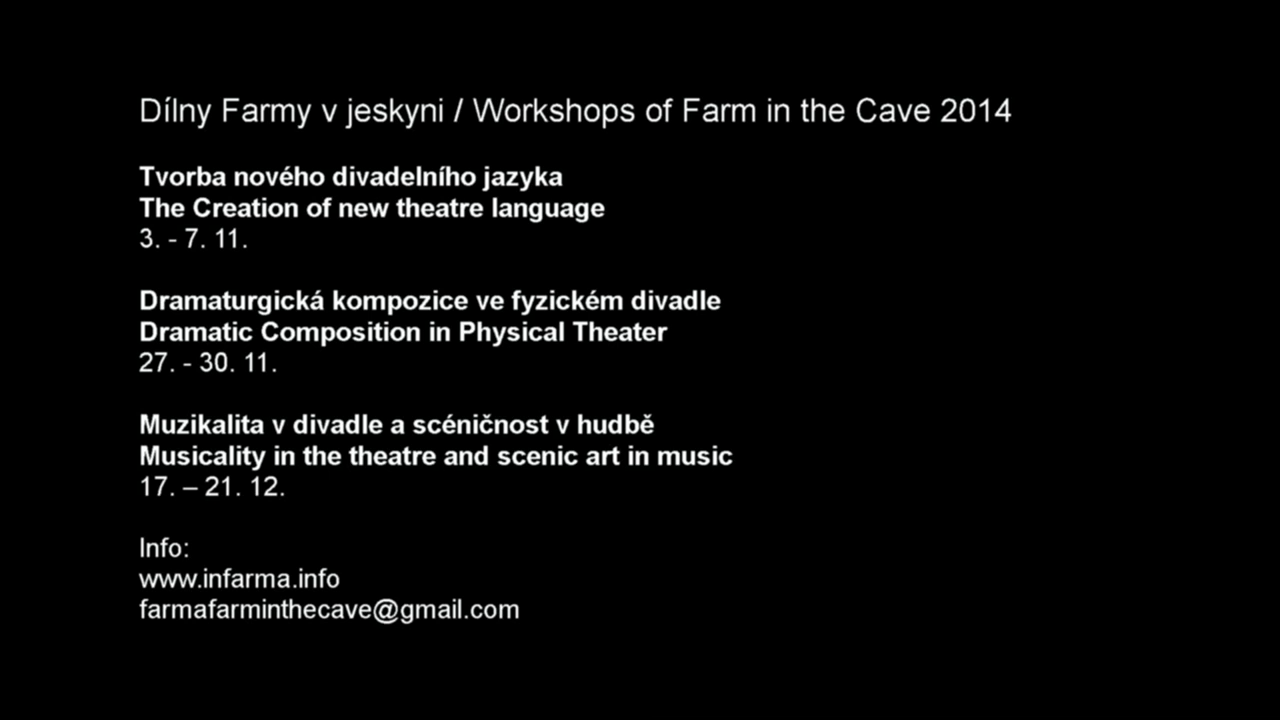 Dílny Farmy v jeskyni / Workshops of Farm in the Cave 2014
Tvorba nového divadelního jazyka
The Creation of new theatre language
3. - 7. 11.
Dramaturgická kompozice ve fyzickém divadle
Dramatic Composition in Physical Theater
27. - 30. 11.
Muzikalita v divadle a scéničnost v hudbě
Musicality in the theatre and scenic art in music
17. – 21. 12.
Info:
www.infarma.info
farmafarminthecave@gmail.com